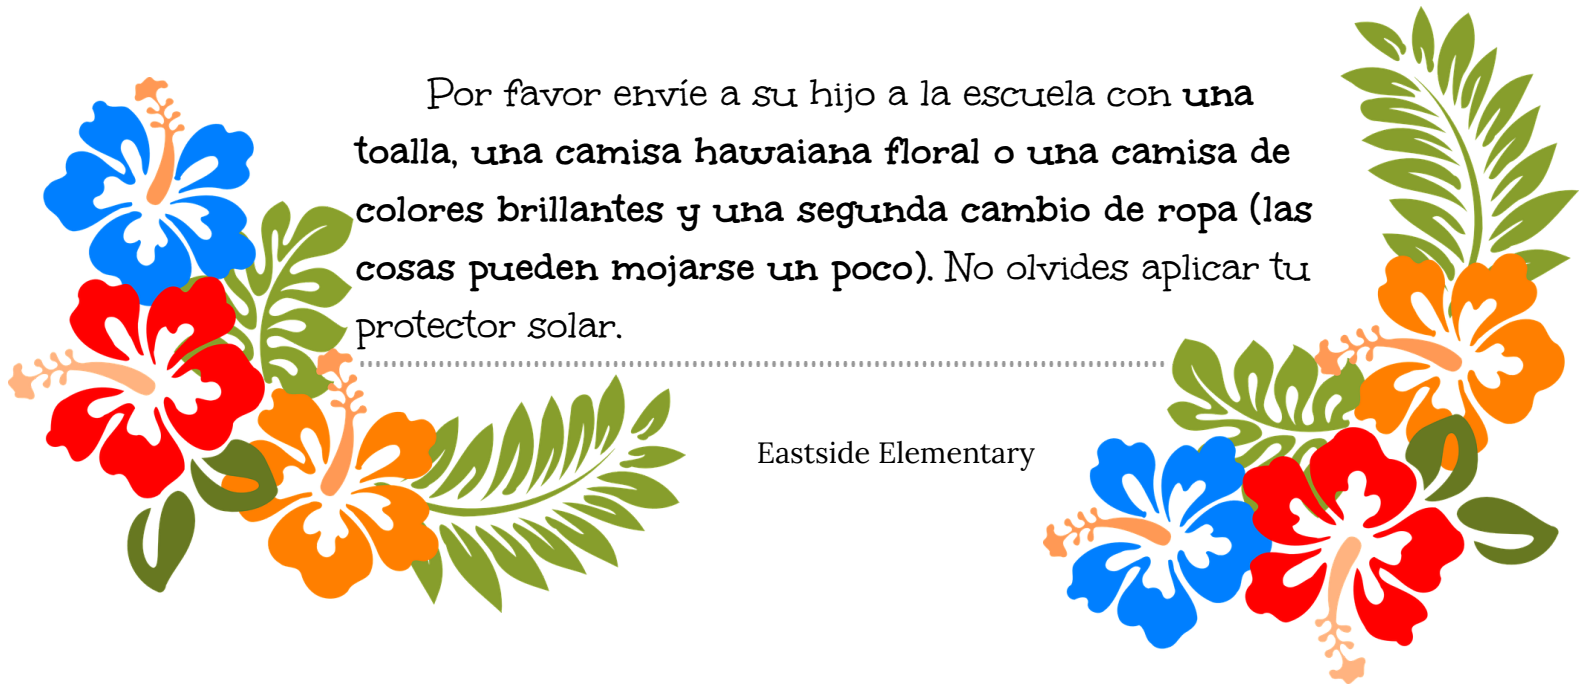 Por favor envíe a su hijo a la escuela con una
toalla, una camisa hawaiana floral o una camisa de
colores brillantes y una segunda cambio de ropa (las
cosas pueden mojarse un poco). No olvides aplicar tu
protector solar.
Eastside Elementary